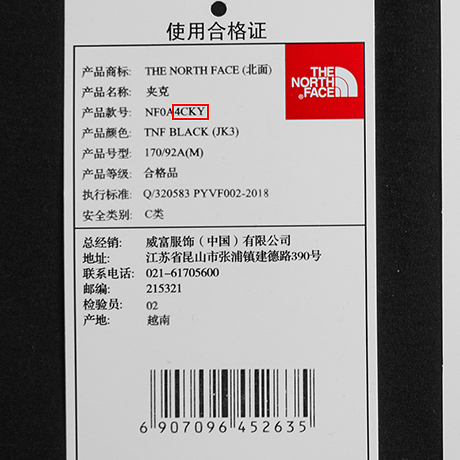 使用合格证
产品商标: THE NORTH FACE (北面)
产品名称: 夹克
产品款号: NF0A4CKY
产品颜色: TNF BLACK (JK3)
产品号型: 170/92A(M)
产品等级: 合格品
执行标准: Q/320583 PYVF002-2018
安全类别: C类
THE
NORTH
FACE
总经销: 威富服饰(中国)有限公司
地址: 江苏省昆山市张浦镇建德路390号
联系电话: 021-61705600
邮编: 215321
检验员: 02
产地: 越南
6 907096 452635